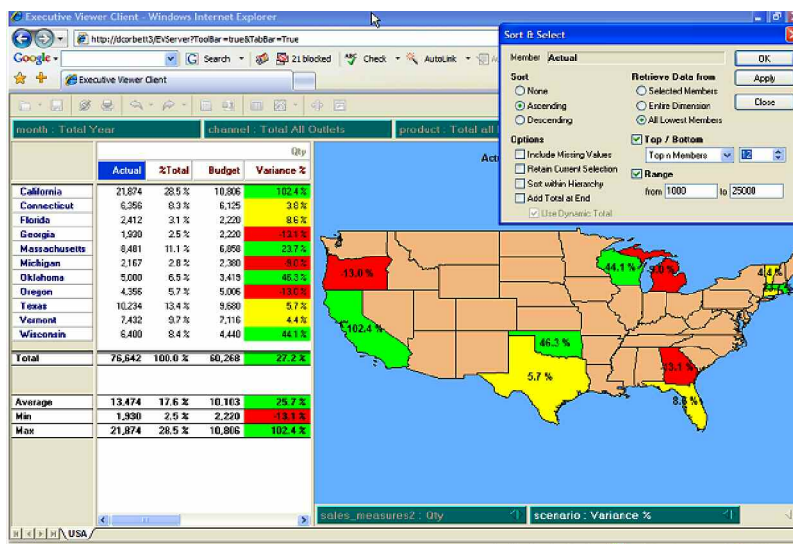 Executive Viewer Client - Windows Internet Explorer
http://dcorbett3/EVServer?ToolBar=true&TabBar=True
Google Search 21 blocked Check AutoLink
Executive Viewer Client
month : Total Year channel : Total All Outlets product : Total all
Qty
Actual %Total Budget Variance %
California 21,874 28.5 % 10,806 102.4 %
Connecticut 6,356 8.3 % 6,125 3.8 %
Florida 2,412 3.1 % 2,220 8.6 %
Georgia 1,930 2.5 % 2,220 -13.1 %
Massachusetts 8,481 11.1 % 6,858 23.7 %
Michigan 2,167 2.8 % 2,380 -9.0 %
Oklahoma 5,000 6.5 % 3,419 46.3 %
Oregon 4,356 5.7 % 5,006 -13.0 %
Texas 10,234 13.4 % 9,680 5.7 %
Vermont 7,432 9.7 % 7,116 4.4 %
Wisconsin 6,400 8.4 % 4,440 44.1 %
Total 76,642 100.0 % 60,268 27.2 %
Average 13,474 17.6 % 10,103 25.7 %
Min 1,930 2.5 % 2,220 -13.1 %
Max 21,874 28.5 % 10,806 102.4 %
USA
Sort & Select
Member Actual
OK
Apply
Close
Sort
None
Ascending
Descending
Retrieve Data from
Selected Members
Entire Dimension
All Lowest Members
Options
Include Missing Values
Retain Current Selection
Sort within Hierarchy
Add Total at End
Use Dynamic Total
Top / Bottom
Top n Members 12
Range
from 1000 to 25000
-13.0 %
102.4 %
44.1 %
-9.0 %
4.4 %
46.3 %
5.7 %
-13.1 %
8.6 %
sales_measures2 : Qty scenario : Variance %